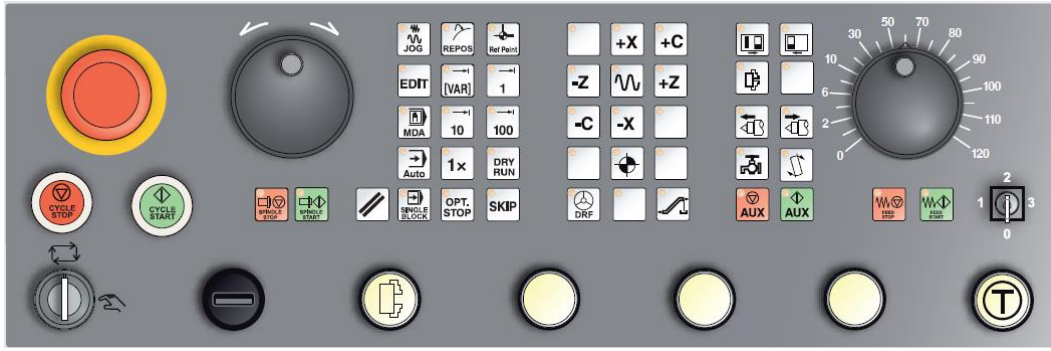 JOG REPOS Ref Point
+X +C
50 70
30 80
EDIT [VAR] 1
-Z +Z
10 90
MDA 10 100
-C -X
6 100
2 110
0 120
Auto 1× DRY RUN
CYCLE STOP
CYCLE START
SPINDLE STOP
SPINDLE START
SINGLE BLOCK
OPT. STOP
SKIP
DRF
AUX AUX
FEED STOP
FEED START
2
1 3
0
T